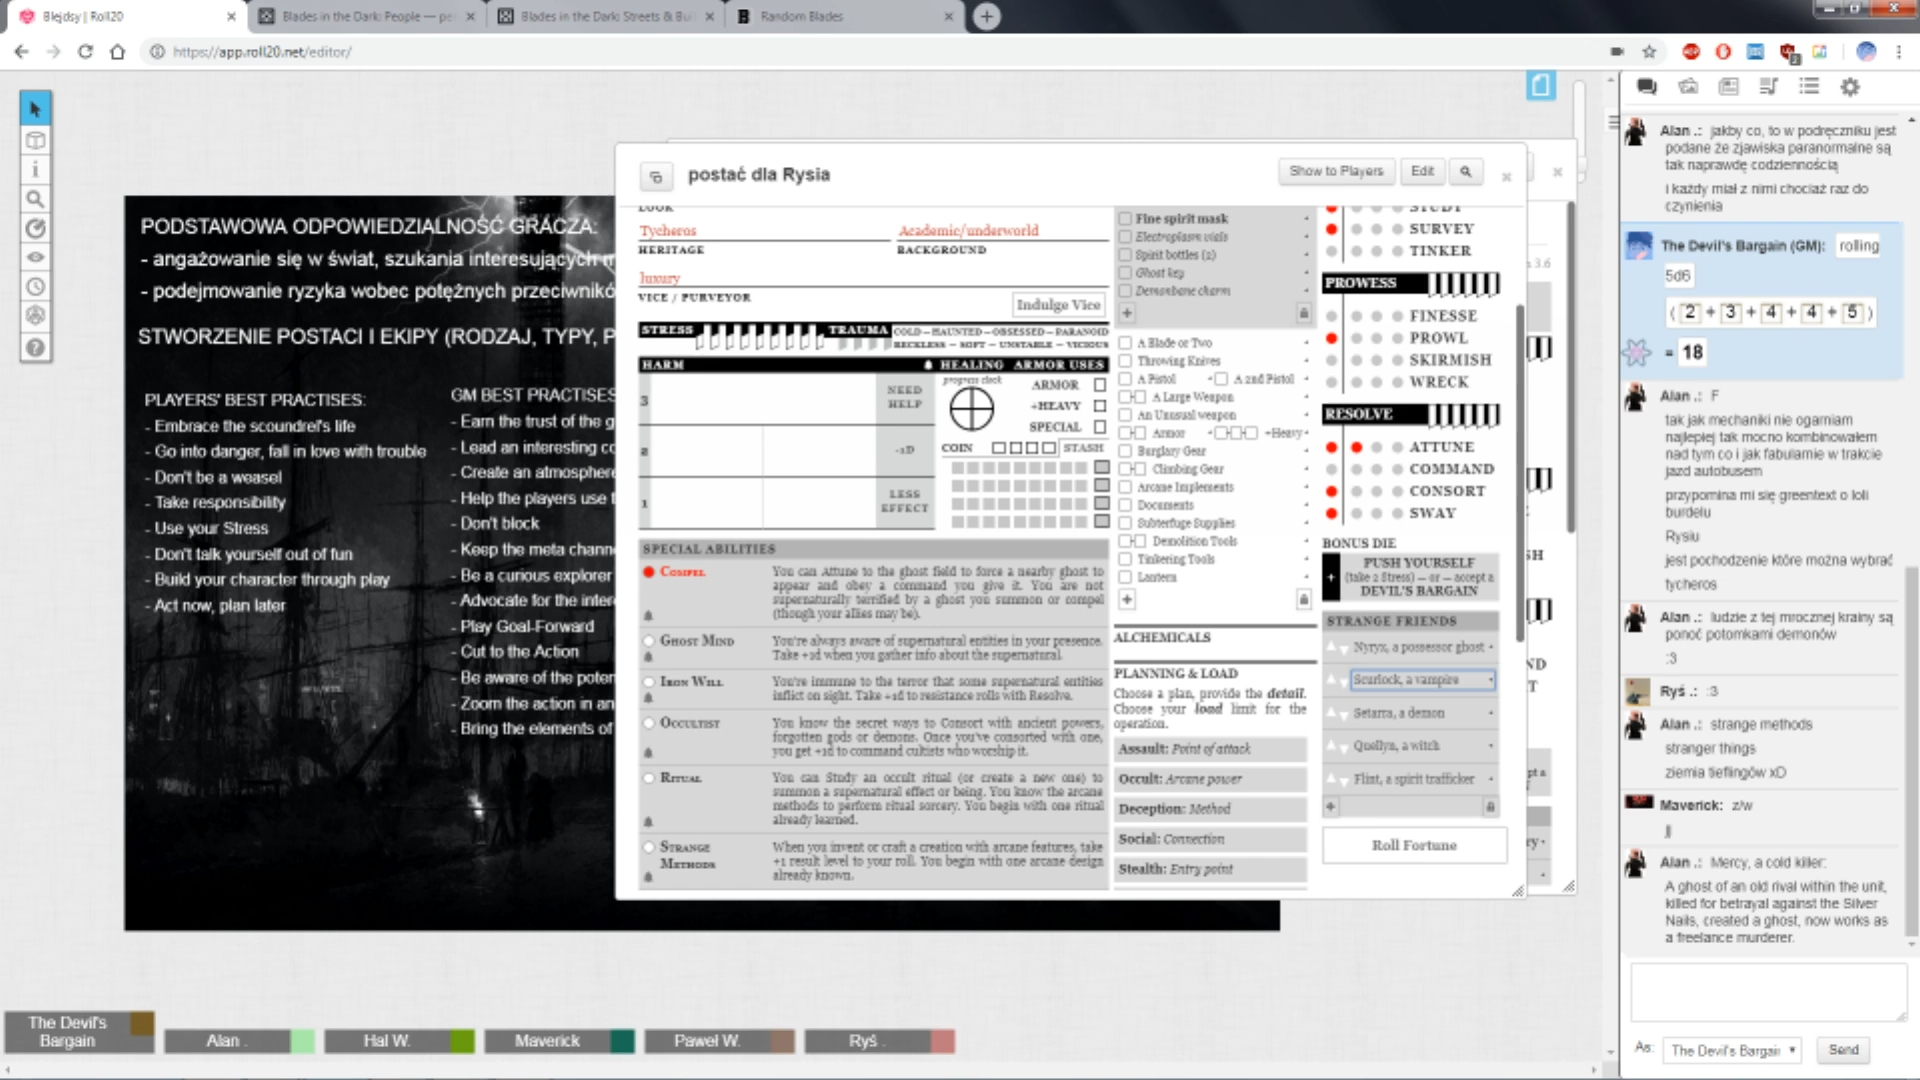 Blejdsy | Roll20
Blades in the Dark: People — pe
Blades in the Dark: Streets & Bui
Random Blades
https://app.roll20.net/editor/
PODSTAWOWA ODPOWIEDZIALNOŚĆ GRACZA:
- angażowanie się w świat, szukania interesujących
- podejmowanie ryzyka wobec potężnych przeciwnikó
STWORZENIE POSTACI I EKIPY (RODZAJ, TYPY, P
PLAYERS' BEST PRACTISES:
- Embrace the scoundrel's life
- Go into danger, fall in love with trouble
- Don't be a weasel
- Take responsibility
- Use your Stress
- Don't talk yourself out of fun
- Build your character through play
- Act now, plan later
GM BEST PRACTISES
- Earn the trust of the g
- Lead an interesting co
- Create an atmosphere
- Help the players use t
- Don't block
- Keep the meta chann
- Be a curious explorer
- Advocate for the inter
- Play Goal-Forward
- Cut to the Action
- Be aware of the poten
- Zoom the action in an
- Bring the elements of
postać dla Rysia
Show to Players
Edit
LOOK
Tycheros
Academic/underworld
HERITAGE
BACKGROUND
luxury
VICE / PURVEYOR
Indulge Vice
STRESS
TRAUMA
COLD — HAUNTED — OBSESSED — PARANOID
RECKLESS — SOFT — UNSTABLE — VICIOUS
HARM
HEALING
ARMOR USES
3
NEED HELP
progress clock
ARMOR
+HEAVY
SPECIAL
2
-1D
COIN
STASH
1
LESS EFFECT
SPECIAL ABILITIES
COMPEL
You can Attune to the ghost field to force a nearby ghost to
appear and obey a command you give it. You are not
supernaturally terrified by a ghost you summon or compel
(though your allies may be).
GHOST MIND
You're always aware of supernatural entities in your presence.
Take +1d when you gather info about the supernatural.
IRON WILL
You're immune to the terror that some supernatural entities
inflict on sight. Take +1d to resistance rolls with Resolve.
OCCULTIST
You know the secret ways to Consort with ancient powers,
forgotten gods or demons. Once you've consorted with one,
you get +1d to command cultists who worship it.
RITUAL
You can Study an occult ritual (or create a new one) to
summon a supernatural effect or being. You know the arcane
methods to perform ritual sorcery. You begin with one ritual
already learned.
STRANGE METHODS
When you invent or craft a creation with arcane features, take
+1 result level to your roll. You begin with one arcane design
already known.
Fine spirit mask
Electroplasm vials
Spirit bottles (2)
Ghost key
Demonbane charm
A Blade or Two
Throwing Knives
A Pistol
A 2nd Pistol
A Large Weapon
An Unusual weapon
Armor
+Heavy
Burglary Gear
Climbing Gear
Arcane Implements
Documents
Subterfuge Supplies
Demolition Tools
Tinkering Tools
Lantern
ALCHEMICALS
PLANNING & LOAD
Choose a plan, provide the detail.
Choose your load limit for the
operation.
Assault: Point of attack
Occult: Arcane power
Deception: Method
Social: Connection
Stealth: Entry point
STUDY
SURVEY
TINKER
PROWESS
FINESSE
PROWL
SKIRMISH
WRECK
RESOLVE
ATTUNE
COMMAND
CONSORT
SWAY
BONUS DIE
+
PUSH YOURSELF
(take 2 Stress) — or — accept a
DEVIL'S BARGAIN
STRANGE FRIENDS
Nyryx, a possessor ghost
Scurlock, a vampire
Setarra, a demon
Quellyn, a witch
Flint, a spirit trafficker
Roll Fortune
3.6
Alan .: jakby co, to w podręczniku jest
podane że zjawiska paranormalne są
tak naprawdę codziennością
i każdy miał z nimi chociaż raz do
czynienia
The Devil's Bargain (GM): rolling
5d6
( 2 + 3 + 4 + 4 + 5 )
= 18
Alan .: F
tak jak mechaniki nie ogarniam
najlepiej tak mocno kombinowałem
nad tym co i jak fabularnie w trakcie
jazd autobusem
przypomina mi się greentext o loli
burdelu
Rysiu
jest pochodzenie które można wybrać
tycheros
Alan .: ludzie z tej mrocznej krainy są
ponoć potomkami demonów
:3
Ryś .: :3
Alan .: strange methods
stranger things
ziemia tieflingów xD
Maverick: z/w
jj
Alan .: Mercy, a cold killer:
A ghost of an old rival within the unit,
killed for betrayal against the Silver
Nails, created a ghost, now works as
a freelance murderer.
As:
The Devil's Bargain
Send
The Devil's Bargain
Alan .
Hal W.
Maverick
Paweł W.
Ryś .